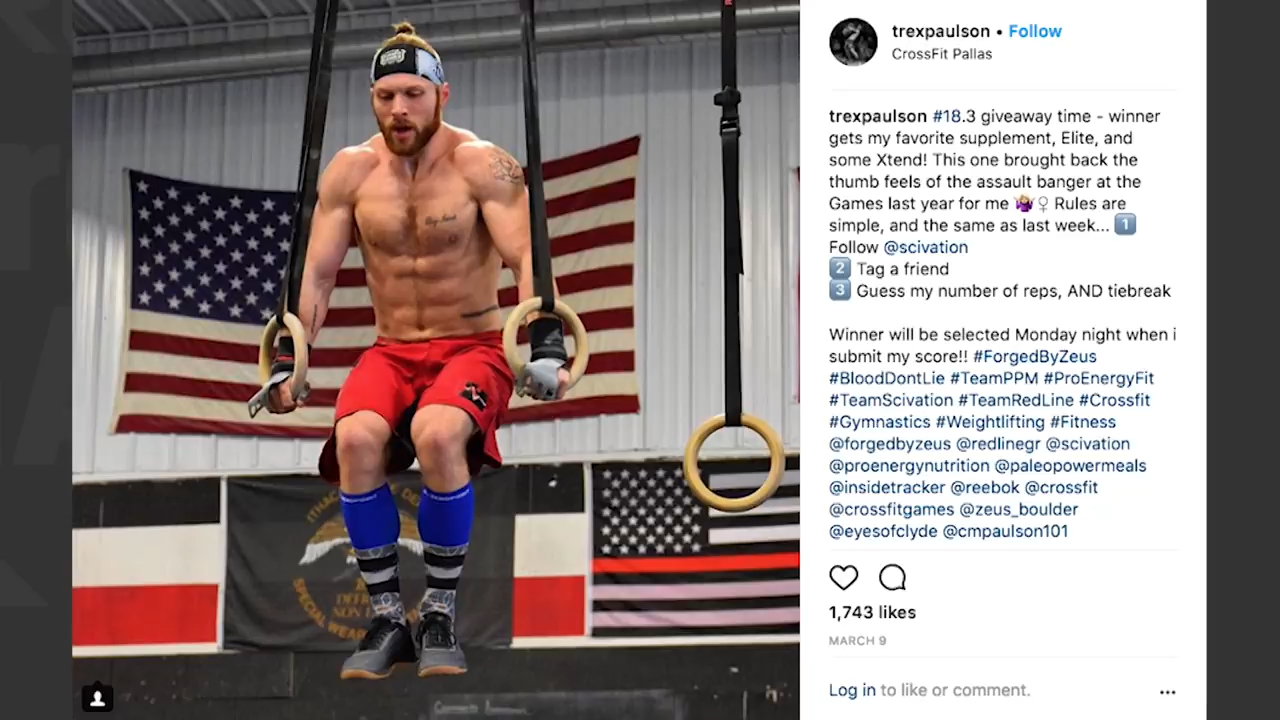 trexpaulson • Follow
CrossFit Pallas
trexpaulson #18.3 giveaway time - winner
gets my favorite supplement, Elite, and
some Xtend! This one brought back the
thumb feels of the assault banger at the
Games last year for me 🤷‍♀ Rules are
simple, and the same as last week... 1️⃣
Follow @scivation
2️⃣ Tag a friend
3️⃣ Guess my number of reps, AND tiebreak
Winner will be selected Monday night when i
submit my score!! #ForgedByZeus
#BloodDontLie #TeamPPM #ProEnergyFit
#TeamScivation #TeamRedLine #Crossfit
#Gymnastics #Weightlifting #Fitness
@forgedbyzeus @redlinegr @scivation
@proenergynutrition @paleopowermeals
@insidetracker @reebok @crossfit
@crossfitgames @zeus_boulder
@eyesofclyde @cmpaulson101
1,743 likes
MARCH 9
Log in to like or comment.